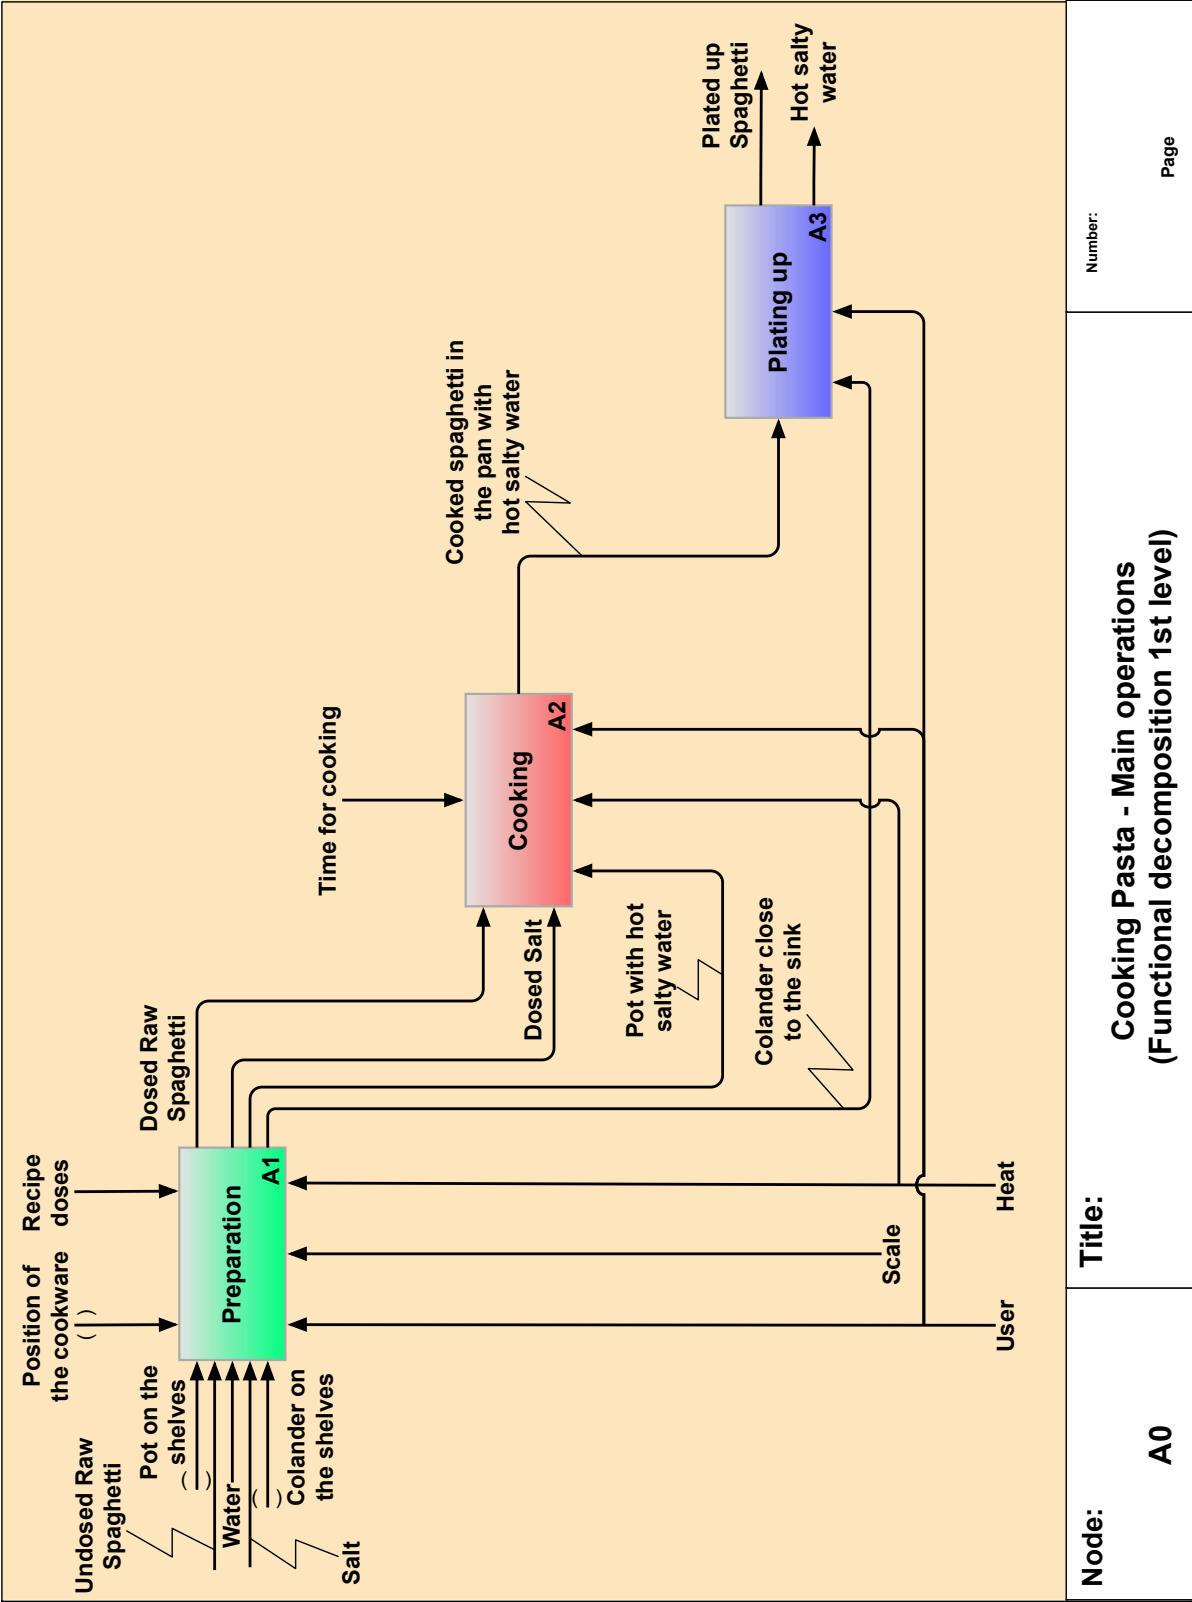 Position of
the cookware
Recipe
doses
Undosed Raw
Spaghetti
Pot on the
shelves
Water
Colander on
the shelves
Salt
Preparation
A1
Dosed Raw
Spaghetti
Time for cooking
Dosed Salt
Cooking
A2
Pot with hot
salty water
Colander close
to the sink
Cooked spaghetti in
the pan with
hot salty water
Plating up
A3
Plated up
Spaghetti
Hot salty
water
User
Scale
Heat
Node:
A0
Title:
Cooking Pasta - Main operations
(Functional decomposition 1st level)
Number:
Page